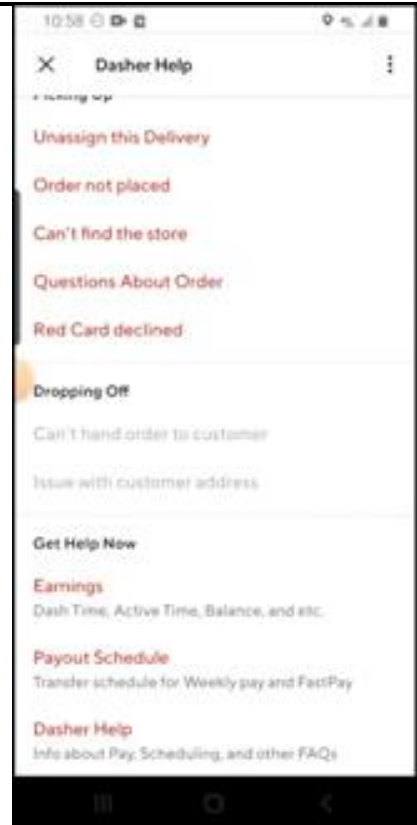 10:58
Dasher Help
Picking Up
Unassign this Delivery
Order not placed
Can't find the store
Questions About Order
Red Card declined
Dropping Off
Can't hand order to customer
Issue with customer address
Get Help Now
Earnings
Dash Time, Active Time, Balance, and etc.
Payout Schedule
Transfer schedule for Weekly pay and FastPay
Dasher Help
Info about Pay, Scheduling, and other FAQs